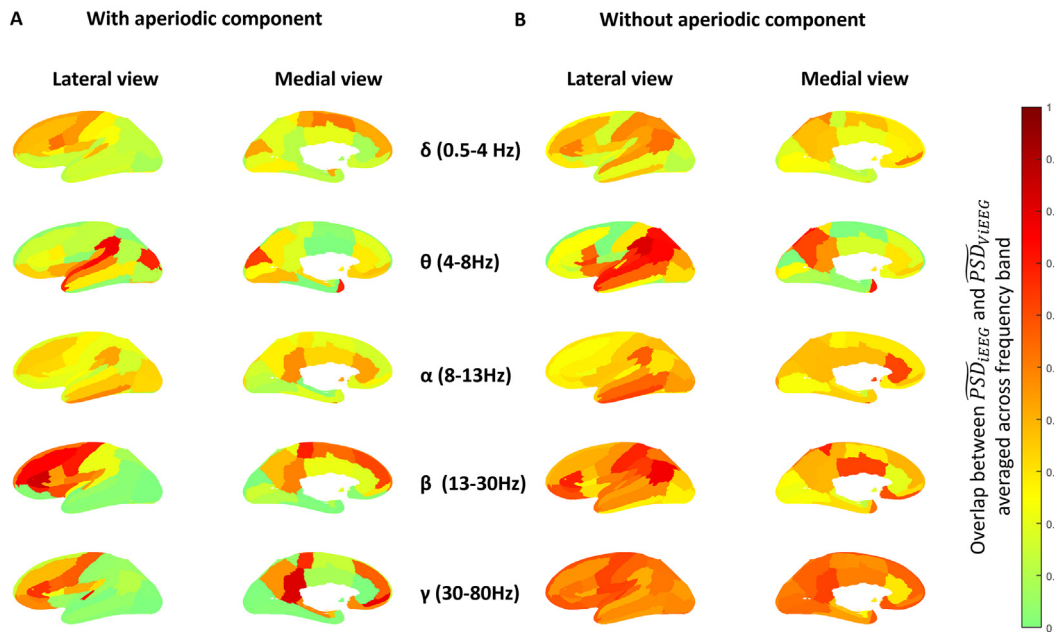 A With aperiodic component B Without aperiodic component
Lateral view Medial view Lateral view Medial view
δ (0.5-4 Hz)
θ (4-8Hz)
α (8-13Hz)
β (13-30Hz)
γ (30-80Hz)
Overlap between PSD_iEEG and PSD_ViEEG
averaged across frequency band
1
0